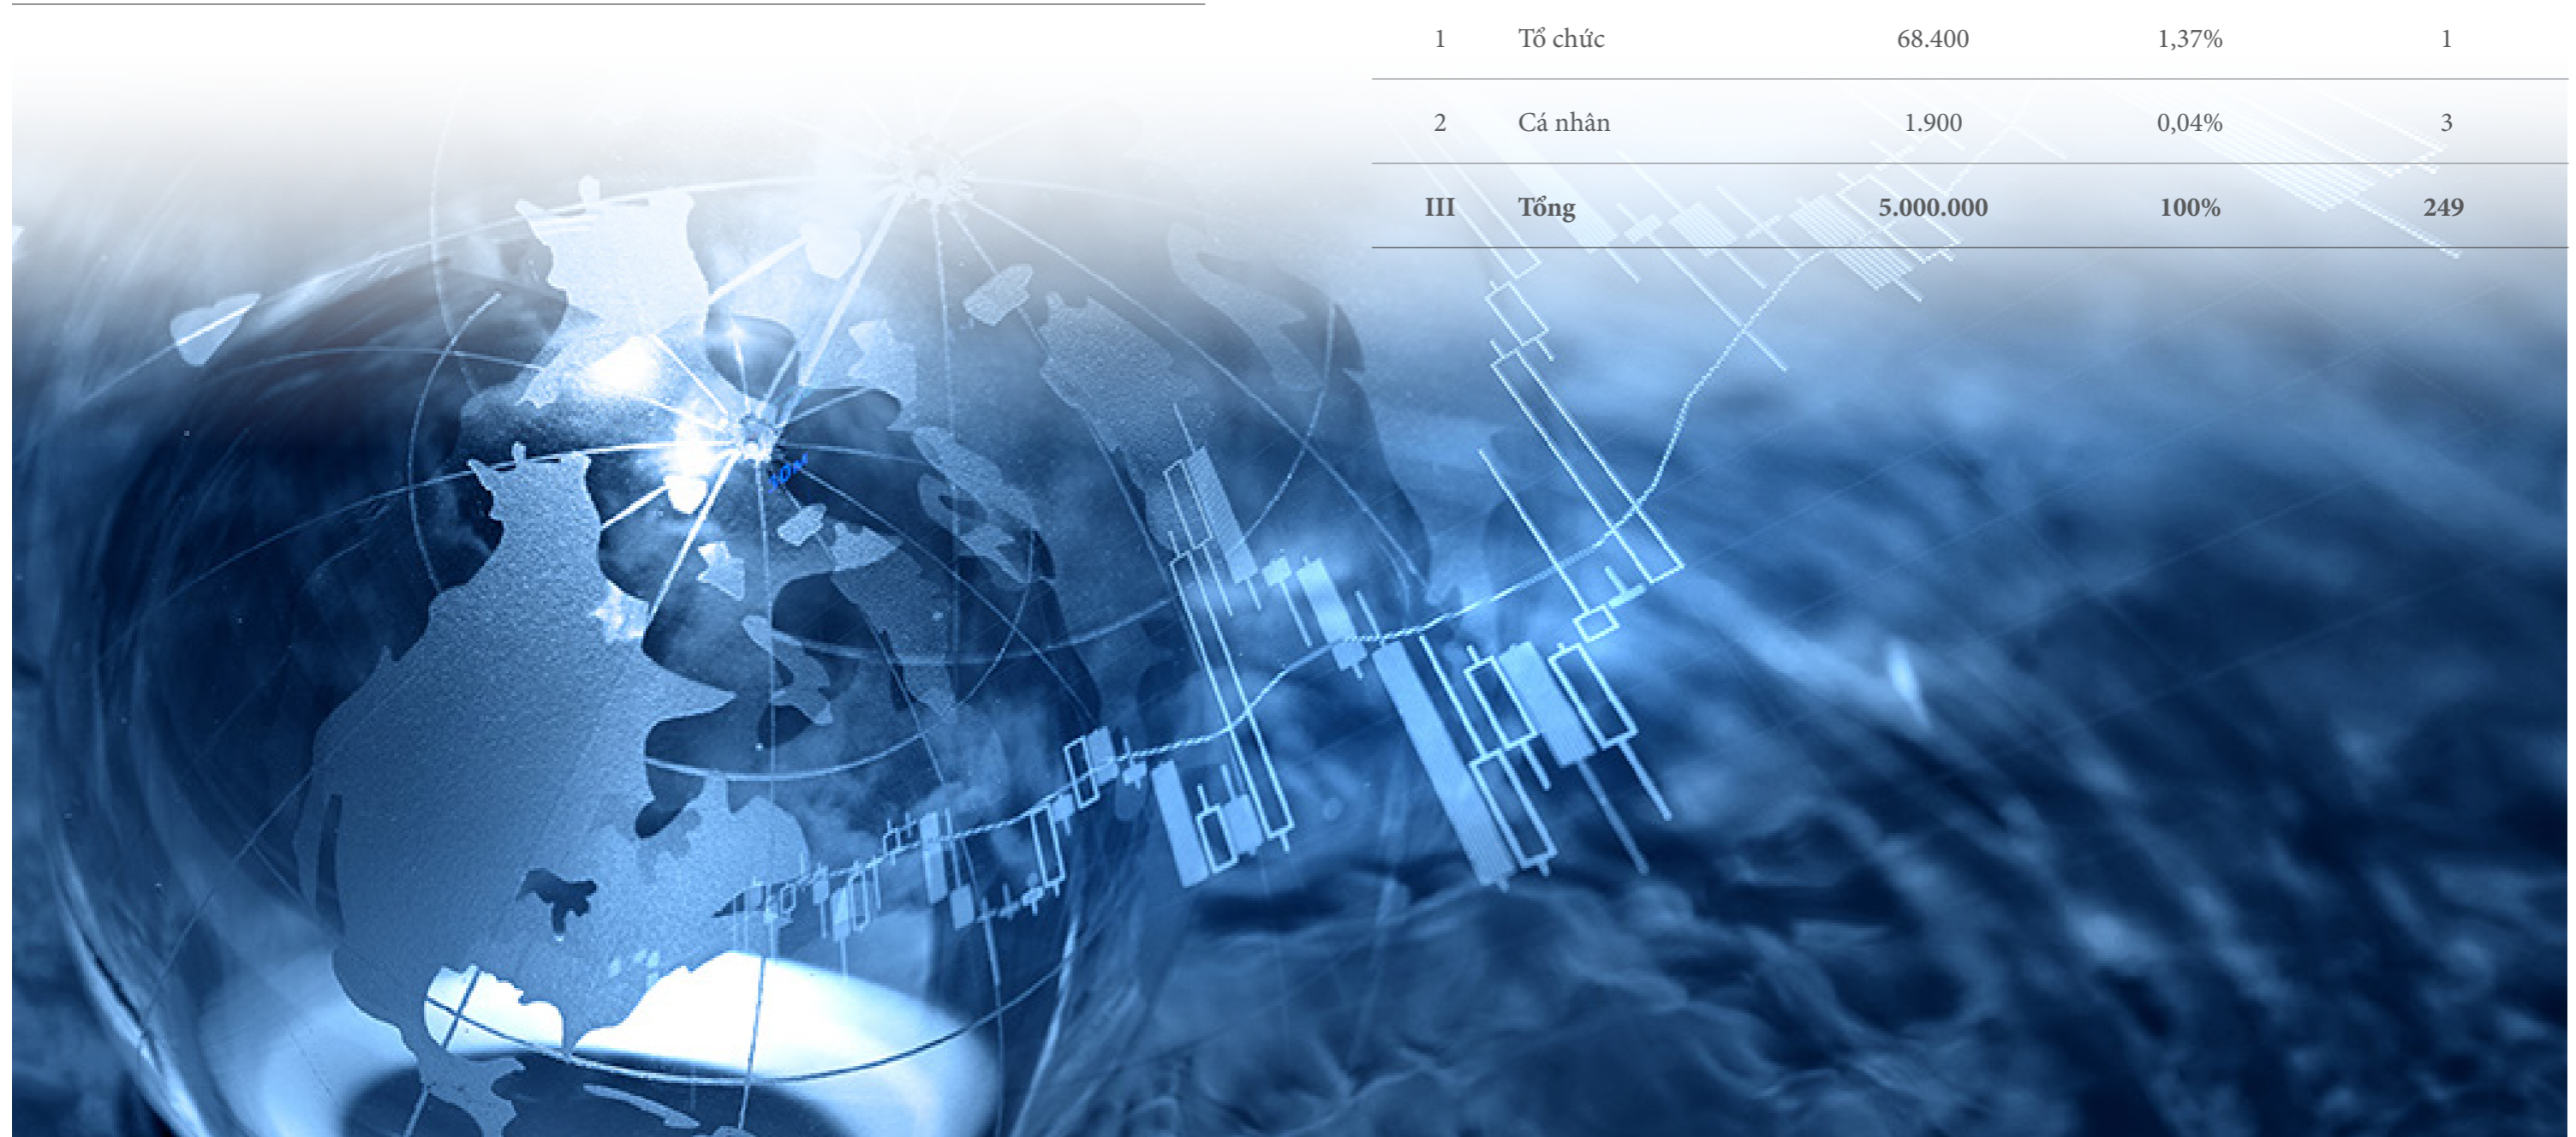 1 Tổ chức 68.400 1,37% 1
2 Cá nhân 1.900 0,04% 3
III Tổng 5.000.000 100% 249